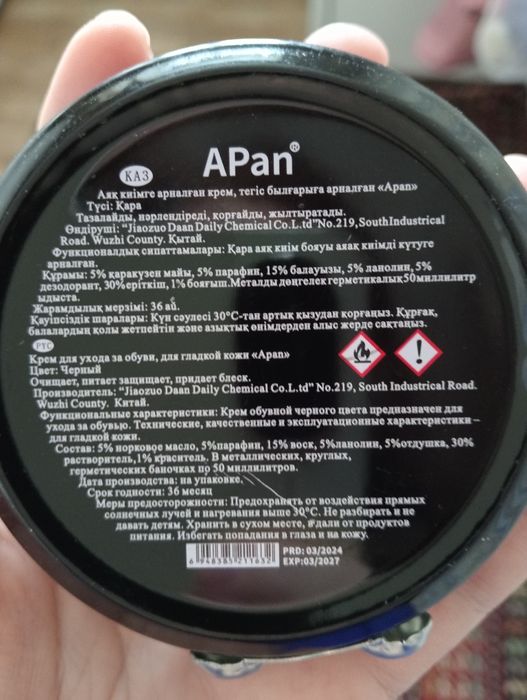 APan®
КАЗ
Аяқ киімге арналған крем, тегіс былғарыға арналған «Apan»
Түсі: Қара
Тазалайды, нәрлендіреді, қорғайды, жылтыратады.
Өндіруші: "Jiaozuo Daan Daily Chemical Co.L.td"No.219,SouthIndustrical
Road. Wuzhi County. Қытай.
Функционалдық сипаттамалары: Қара аяқ киім бояуы аяқ киімді күтуге
арналған.
Құрамы: 5% қаракүзен майы, 5% парафин, 15% балауызы, 5% ланолин, 5%
дезодорант, 30%еріткіш, 1% бояғыш.Металды дөңгелек герметикалық 50 миллилитр
ыдыста.
Жарамдылық мерзімі: 36 ай.
Қауіпсіздік шаралары: Күн сәулесі 30°С-тан артық қызудан қорғаңыз. Құрғақ,
балалардың қолы жетпейтін және азықтық өнімдерден алыс жерде сақтаңыз.
РУС
Крем для ухода за обуви, для гладкой кожи «Apan»
Цвет: Черный
Очищает, питает защищает, придает блеск.
Производитель: "Jiaozuo Daan Daily Chemical Co.L.td" No.219, South Industrical Road.
Wuzhi County. Китай.
Функциональные характеристики: Крем обувной черного цвета предназначен для
ухода за обувью. Технические, качественные и эксплуатационные характеристики –
для гладкой кожи.
Состав: 5% норковое масло, 5%парафин, 15% воск, 5%ланолин, 5%отдушка, 30%
растворитель,1% краситель. В металлических, круглых,
герметических баночках по 50 миллилитров.
Дата производства: на упаковке.
Срок годности: 36 месяц
Меры предосторожности: Предохранять от воздействия прямых
солнечных лучей и нагревания выше 30°С. Не разбирать и не
давать детям. Хранить в сухом месте, вдали от продуктов
питания. Избегать попадания в глаза и на кожу.
PRD: 03/2024
EXP:03/2027